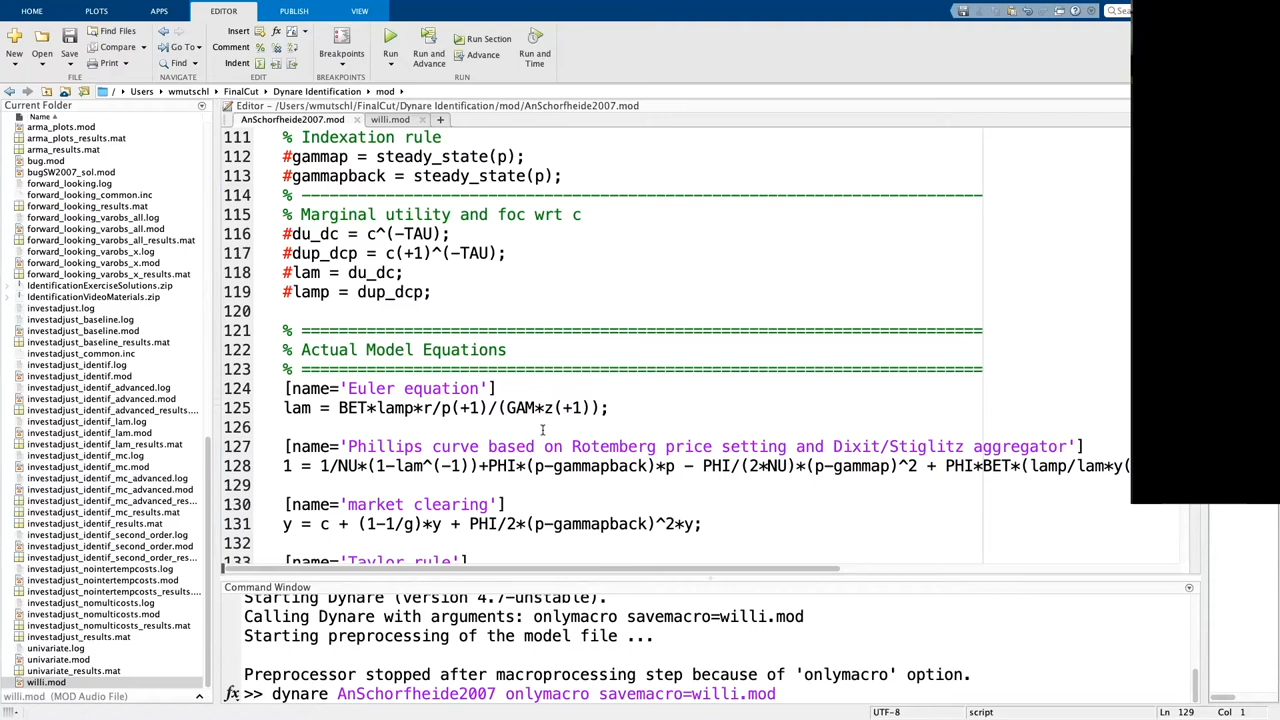 HOME PLOTS APPS EDITOR PUBLISH VIEW
New Open Save Find Files Compare Print Go To Find Insert Comment Indent fx Breakpoints Run Run and Advance Run Section Advance Run and Time
FILE NAVIGATE EDIT BREAKPOINTS RUN
/ Users wmutschl FinalCut Dynare Identification mod
Current Folder
Name
arma_plots.mod
arma_plots_results.mat
arma_results.mat
bug.mod
bugSW2007_sol.mod
forward_looking.log
forward_looking_common.inc
forward_looking_results.mat
forward_looking_varobs_all.log
forward_looking_varobs_all.mod
forward_looking_varobs_all_results.mat
forward_looking_varobs_x.log
forward_looking_varobs_x.mod
forward_looking_varobs_x_results.mat
IdentificationExerciseSolutions.zip
IdentificationVideoMaterials.zip
investadjust.log
investadjust_baseline.log
investadjust_baseline.mod
investadjust_baseline_results.mat
investadjust_common.inc
investadjust_identif.log
investadjust_identif.mod
investadjust_identif_advanced.log
investadjust_identif_advanced.mod
investadjust_identif_advanced_results....
investadjust_identif_lam.log
investadjust_identif_lam.mod
investadjust_identif_lam_results.mat
investadjust_identif_mc.log
investadjust_identif_mc.mod
investadjust_identif_mc_advanced.log
investadjust_identif_mc_advanced.mod
investadjust_identif_mc_advanced_res...
investadjust_identif_mc_results.mat
investadjust_identif_results.mat
investadjust_identif_second_order.log
investadjust_identif_second_order.mod
investadjust_identif_second_order_res...
investadjust_nointertempcosts.log
investadjust_nointertempcosts.mod
investadjust_nointertempcosts_results....
investadjust_nomulticosts.log
investadjust_nomulticosts.mod
investadjust_nomulticosts_results.mat
investadjust_results.mat
univariate.log
univariate.mod
univariate_results.mat
willi.mod
willi.mod (MOD Audio File)
Editor - /Users/wmutschl/FinalCut/Dynare Identification/mod/AnSchorfheide2007.mod
AnSchorfheide2007.mod willi.mod
111 % Indexation rule
112 #gammap = steady_state(p);
113 #gammapback = steady_state(p);
114 % -------------------------------------------------------------------------
115 % Marginal utility and foc wrt c
116 #du_dc = c^(-TAU);
117 #dup_dcp = c(+1)^(-TAU);
118 #lam = du_dc;
119 #lamp = dup_dcp;
120
121 % =========================================================================
122 % Actual Model Equations
123 % =========================================================================
124 [name='Euler equation']
125 lam = BET*lamp*r/p(+1)/(GAM*z(+1));
126
127 [name='Phillips curve based on Rotemberg price setting and Dixit/Stiglitz aggregator']
128 1 = 1/NU*(1-lam^(-1))+PHI*(p-gammapback)*p - PHI/(2*NU)*(p-gammap)^2 + PHI*BET*(lamp/lam*y(
129
130 [name='market clearing']
131 y = c + (1-1/g)*y + PHI/2*(p-gammapback)^2*y;
132
133 [name='Taylor rule']
Command Window
Starting Dynare (version 4.7-unstable).
Calling Dynare with arguments: onlymacro savemacro=willi.mod
Starting preprocessing of the model file ...
Preprocessor stopped after macroprocessing step because of 'onlymacro' option.
fx >> dynare AnSchorfheide2007 onlymacro savemacro=willi.mod
UTF-8 script Ln 129 Col 1